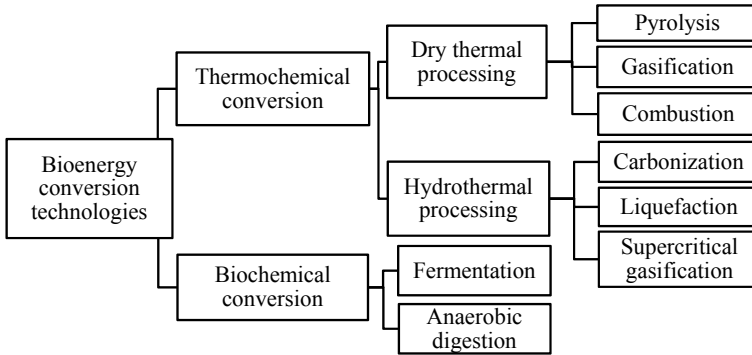 Bioenergy
conversion
technologies
Thermochemical
conversion
Dry thermal
processing
Pyrolysis
Gasification
Combustion
Hydrothermal
processing
Carbonization
Liquefaction
Supercritical
gasification
Biochemical
conversion
Fermentation
Anaerobic
digestion